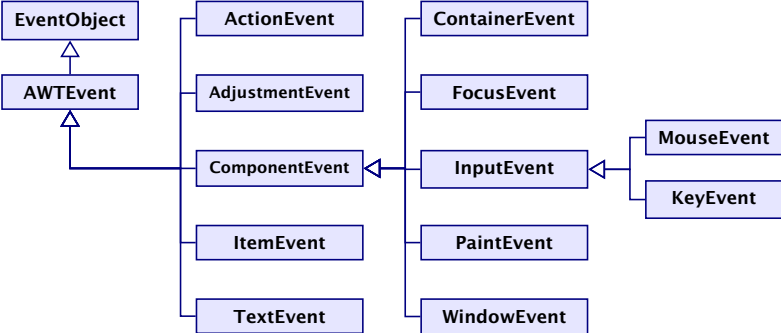 EventObject
AWTEvent
ActionEvent
AdjustmentEvent
ComponentEvent
ItemEvent
TextEvent
ContainerEvent
FocusEvent
InputEvent
PaintEvent
WindowEvent
MouseEvent
KeyEvent